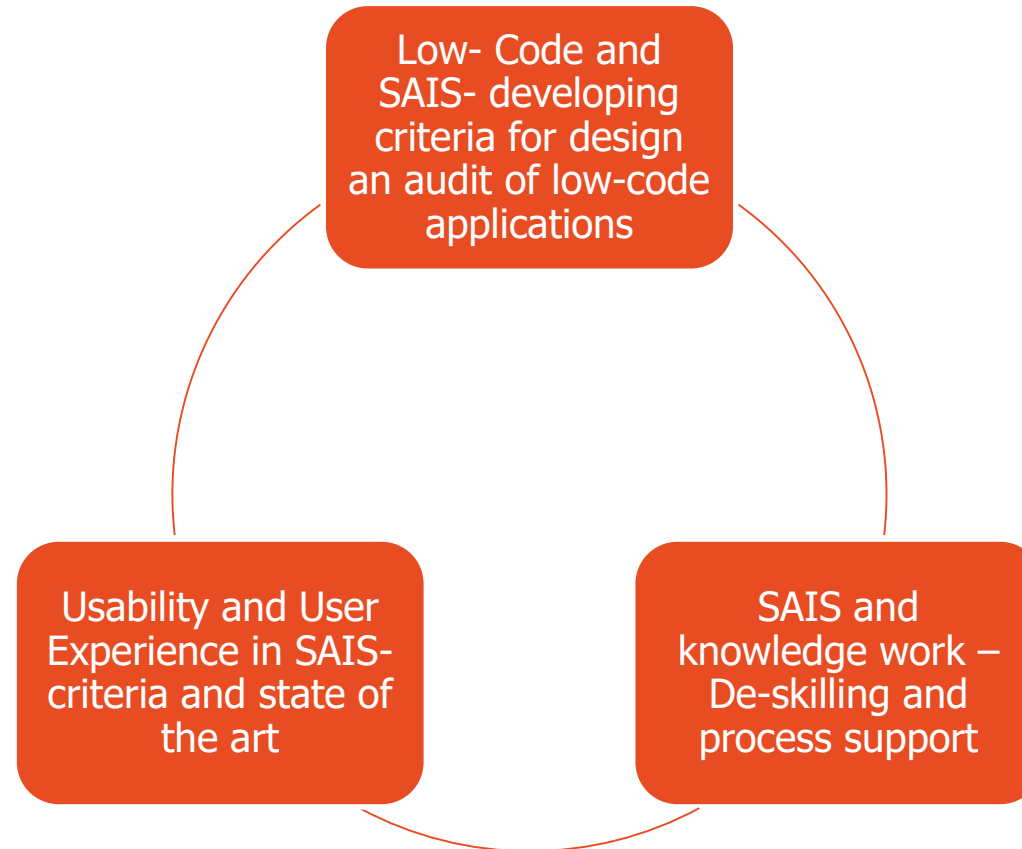 Low- Code and
SAIS- developing
criteria for design
an audit of low-code
applications
Usability and User
Experience in SAIS-
criteria and state of
the art
SAIS and
knowledge work –
De-skilling and
process support